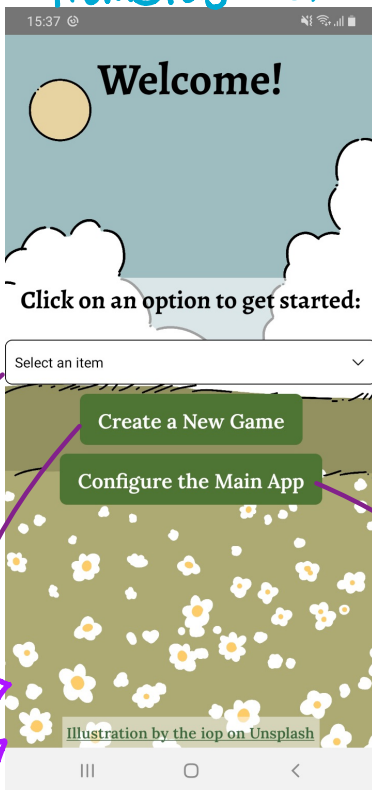 15:37
Welcome!
Click on an option to get started:
Select an item
Create a New Game
Configure the Main App
Illustration by the iop on Unsplash